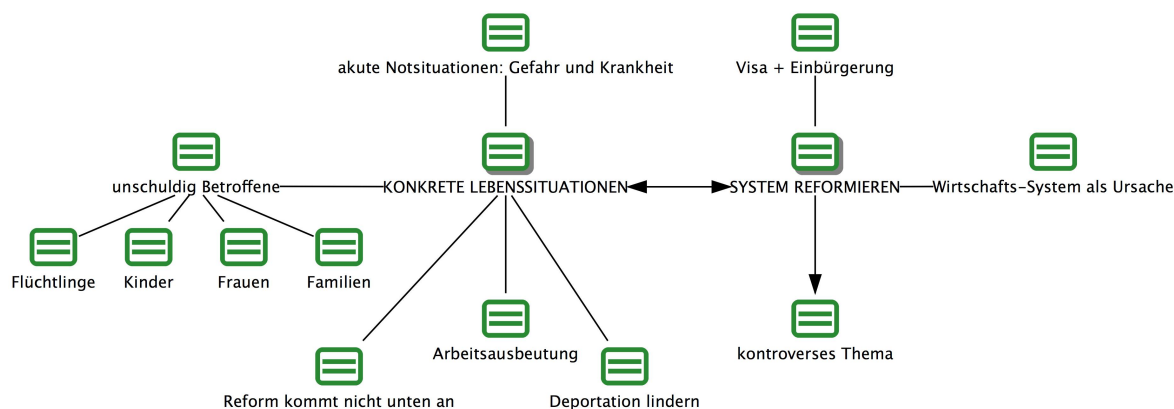 akute Notsituationen: Gefahr und Krankheit
Visa + Einbürgerung
unschuldig Betroffene
KONKRETE LEBENSSITUATIONEN
SYSTEM REFORMIEREN
Wirtschafts-System als Ursache
Flüchtlinge
Kinder
Frauen
Familien
Arbeitsausbeutung
kontroverses Thema
Reform kommt nicht unten an
Deportation lindern